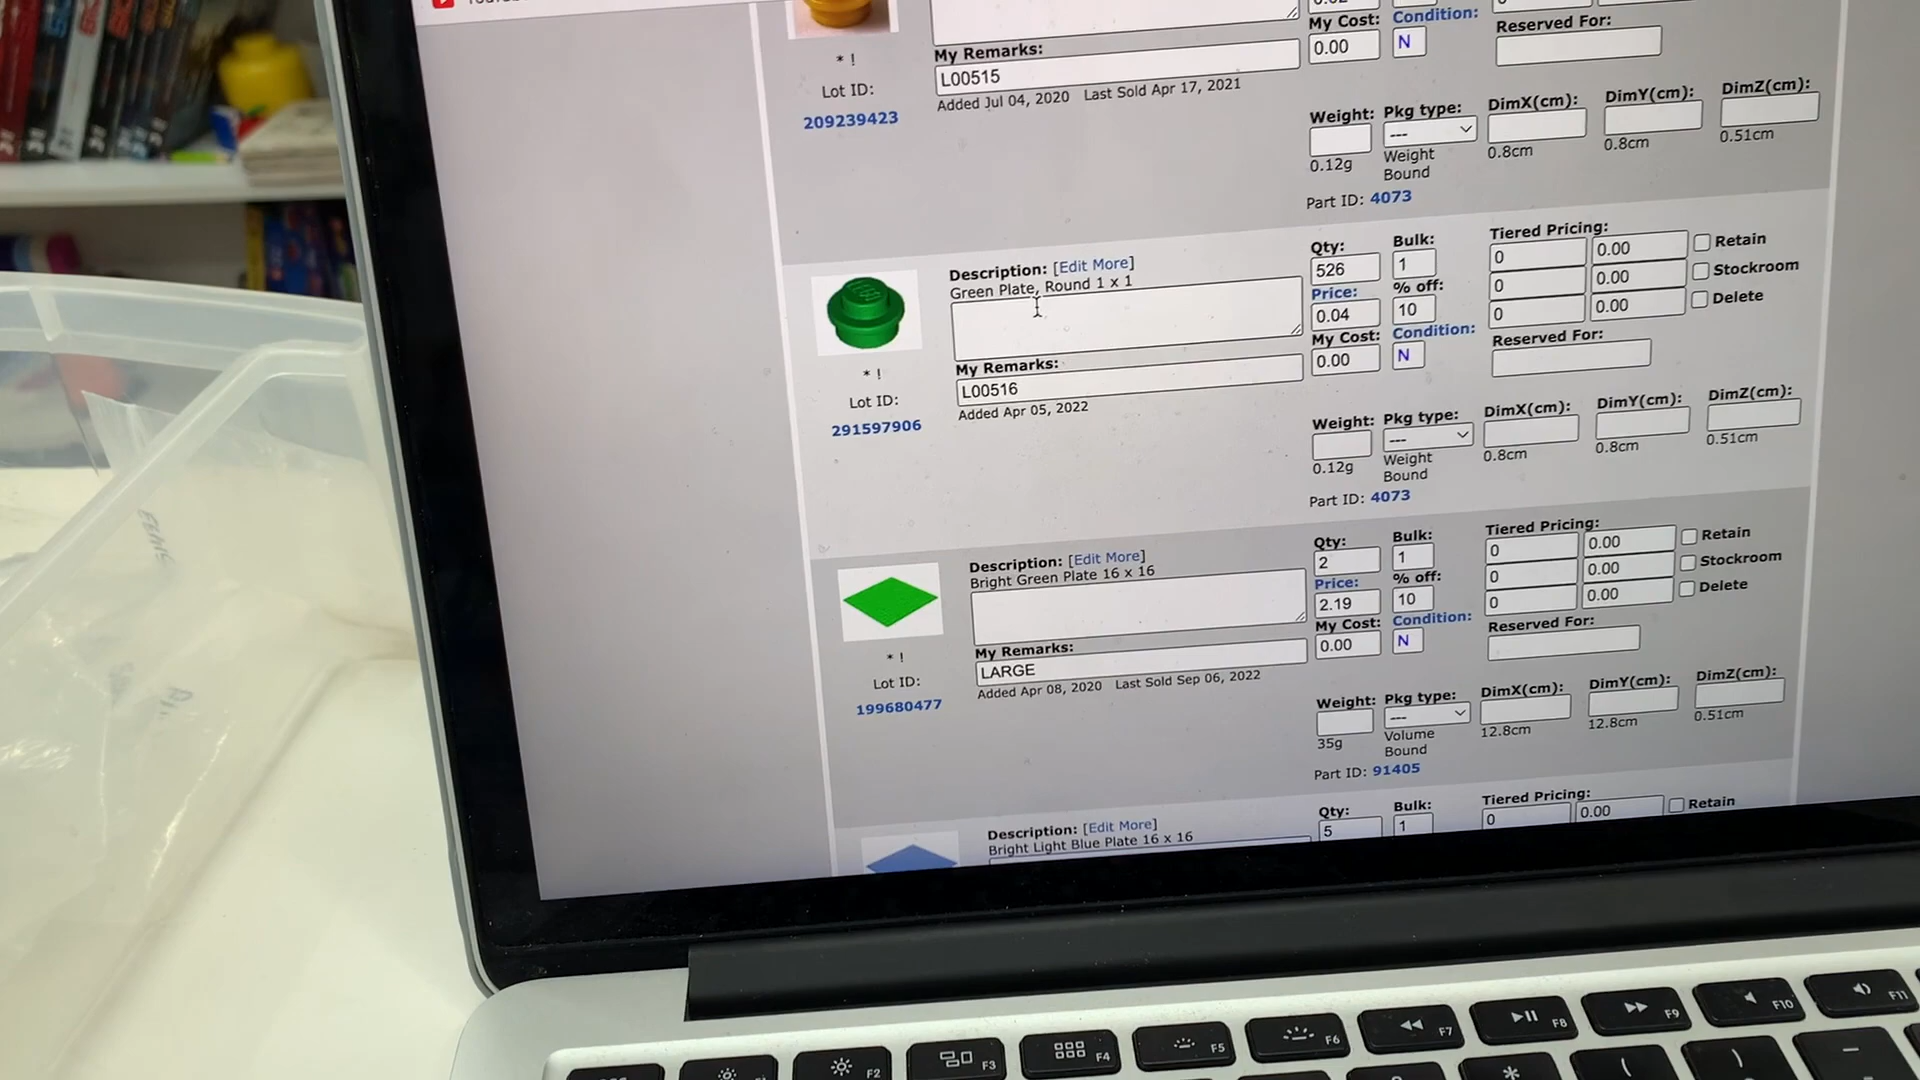 My Remarks:
L00515
Added Jul 04, 2020 Last Sold Apr 17, 2021
* !
Lot ID:
209239423
My Cost: Condition:
0.00 N
Reserved For:
Weight: Pkg type: DimX(cm): DimY(cm): DimZ(cm):
---
0.12g Weight Bound 0.8cm 0.8cm 0.51cm
Part ID: 4073
Description: [Edit More]
Green Plate, Round 1 x 1
My Remarks:
L00516
Added Apr 05, 2022
* !
Lot ID:
291597906
Qty: Bulk: Tiered Pricing:
526 1 0 0.00 Retain
Price: % off: 0 0.00 Stockroom
0.04 10 0 0.00 Delete
My Cost: Condition: Reserved For:
0.00 N
Weight: Pkg type: DimX(cm): DimY(cm): DimZ(cm):
---
0.12g Weight Bound 0.8cm 0.8cm 0.51cm
Part ID: 4073
Description: [Edit More]
Bright Green Plate 16 x 16
My Remarks:
LARGE
Added Apr 08, 2020 Last Sold Sep 06, 2022
* !
Lot ID:
199680477
Qty: Bulk: Tiered Pricing:
2 1 0 0.00 Retain
Price: % off: 0 0.00 Stockroom
2.19 10 0 0.00 Delete
My Cost: Condition: Reserved For:
0.00 N
Weight: Pkg type: DimX(cm): DimY(cm): DimZ(cm):
---
35g Volume Bound 12.8cm 12.8cm 0.51cm
Part ID: 91405
Description: [Edit More]
Bright Light Blue Plate 16 x 16
Qty: Bulk: Tiered Pricing:
5 1 0 0.00 Retain
F2 F3 F4 F5 F6 F7 F8 F9 F10 F11
* ( ) –